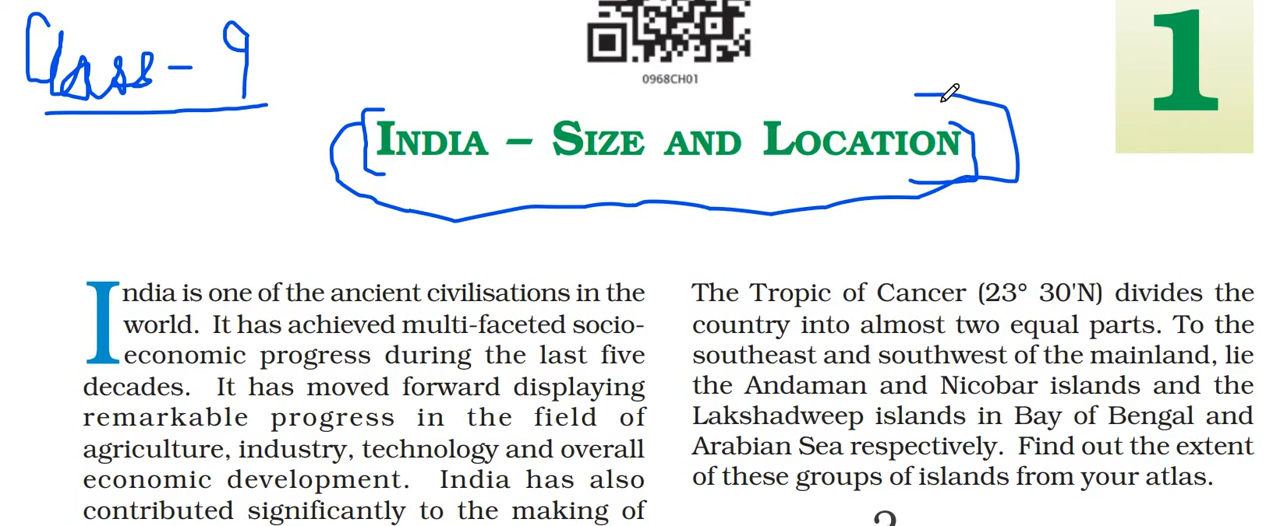 Class - 9
0968CH01
1
INDIA – SIZE AND LOCATION
India is one of the ancient civilisations in the
world. It has achieved multi-faceted socio-
economic progress during the last five
decades. It has moved forward displaying
remarkable progress in the field of
agriculture, industry, technology and overall
economic development. India has also
contributed significantly to the making of
The Tropic of Cancer (23° 30'N) divides the
country into almost two equal parts. To the
southeast and southwest of the mainland, lie
the Andaman and Nicobar islands and the
Lakshadweep islands in Bay of Bengal and
Arabian Sea respectively. Find out the extent
of these groups of islands from your atlas.